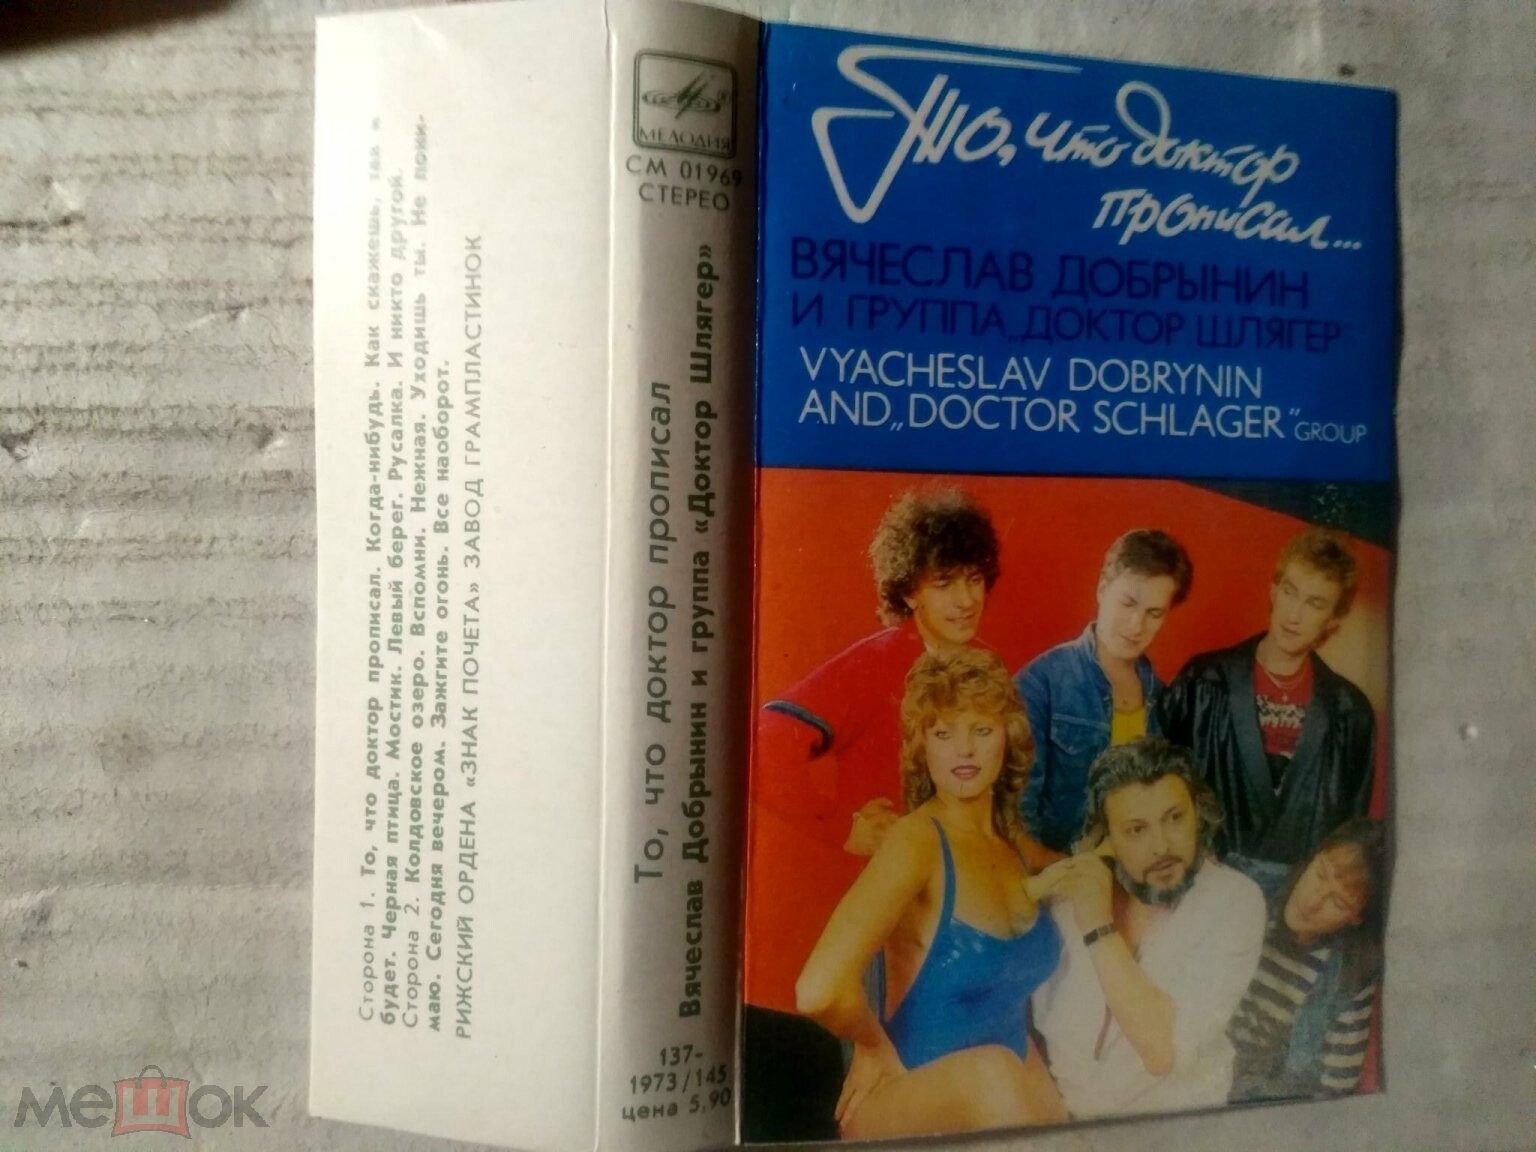 Сторона 1. То, что доктор прописал. Когда-нибудь. Как скажешь, так и
будет. Черная птица. Мостик. Левый берег. Русалка. И никто другой.
Сторона 2. Колдовское озеро. Вспомни. Нежная. Уходишь ты. Не пони-
маю. Сегодня вечером. Зажгите огонь. Все наоборот.
РИЖСКИЙ ОРДЕНА «ЗНАК ПОЧЕТА» ЗАВОД ГРАМПЛАСТИНОК
МЕЛОДИЯ
СМ 01969
СТЕРЕО
То, что доктор прописал
Вячеслав Добрынин и группа «Доктор Шлягер»
137-
1973/145
цена 5,90
То, что доктор
прописал...
ВЯЧЕСЛАВ ДОБРЫНИН
И ГРУППА „ДОКТОР ШЛЯГЕР"
VYACHESLAV DOBRYNIN
AND „DOCTOR SCHLAGER" GROUP
мешок